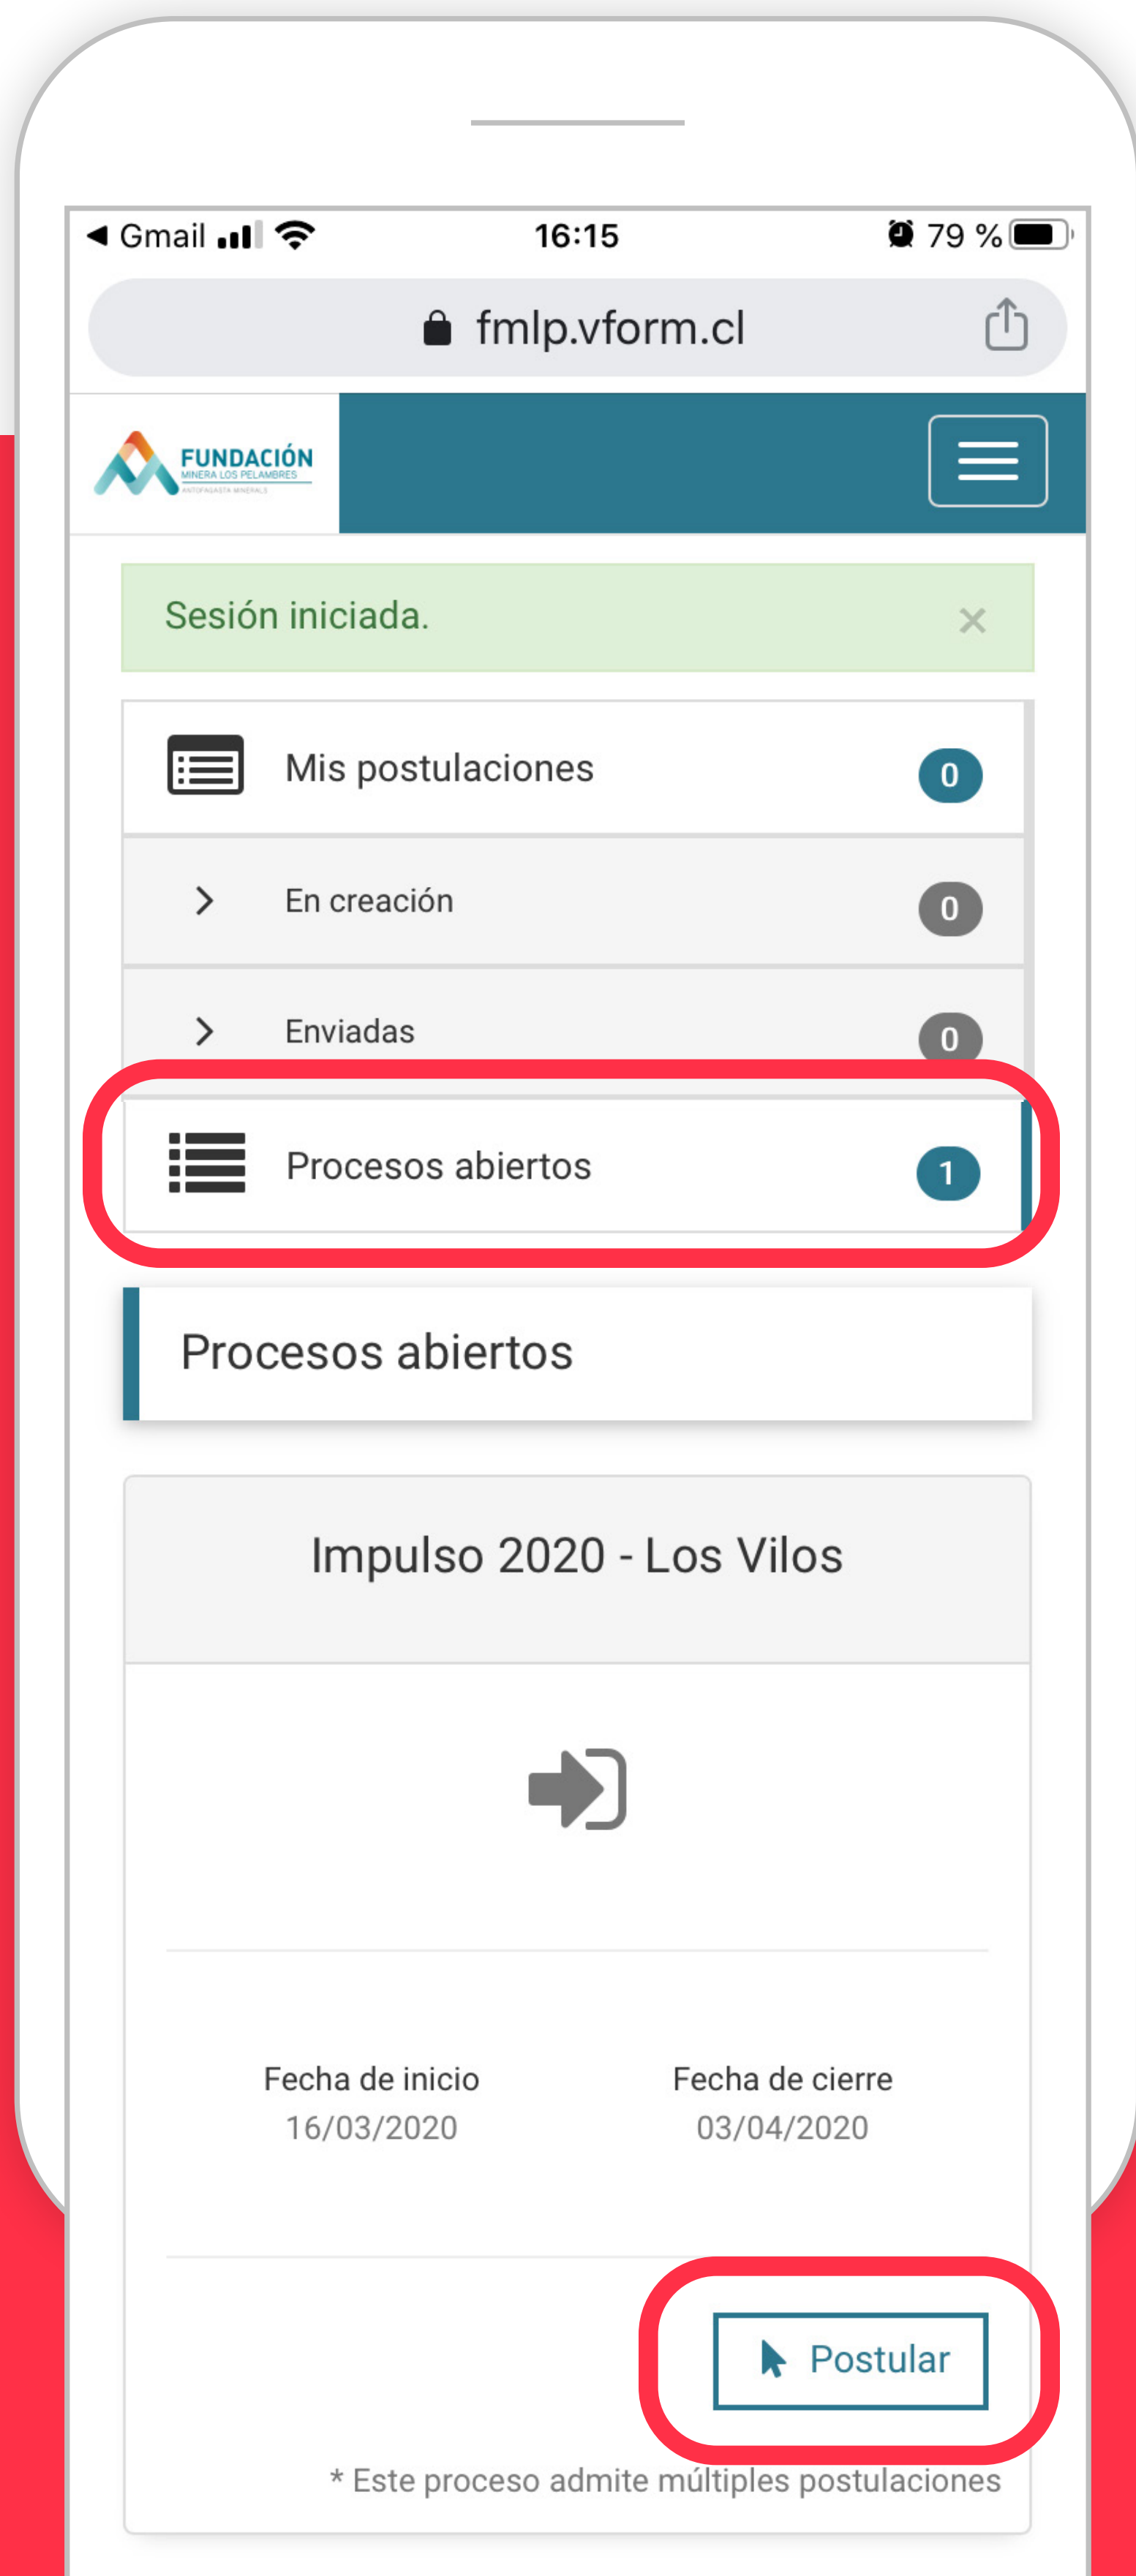 Gmail 16:15 79 %
fmlp.vform.cl
FUNDACIÓN
MINERA LOS PELAMBRES
ANTOFAGASTA MINERALS
Sesión iniciada. ×
Mis postulaciones 0
En creación 0
Enviadas 0
Procesos abiertos 1
Procesos abiertos
Impulso 2020 - Los Vilos
Fecha de inicio Fecha de cierre
16/03/2020 03/04/2020
Postular
* Este proceso admite múltiples postulaciones